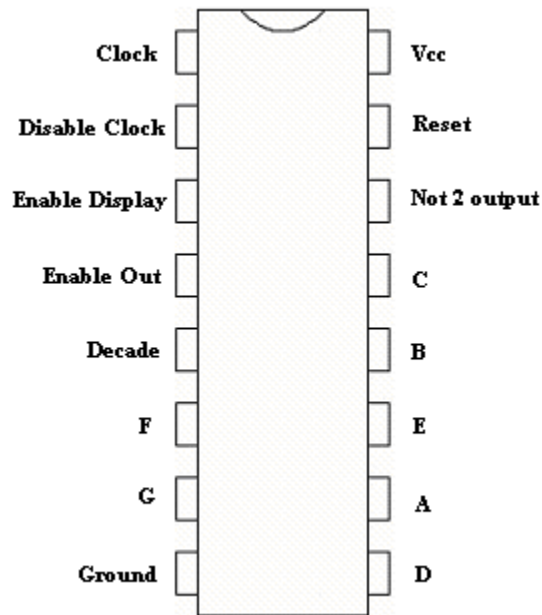 Clock
Vcc
Disable Clock
Reset
Enable Display
Not 2 output
Enable Out
C
Decade
B
F
E
G
A
Ground
D